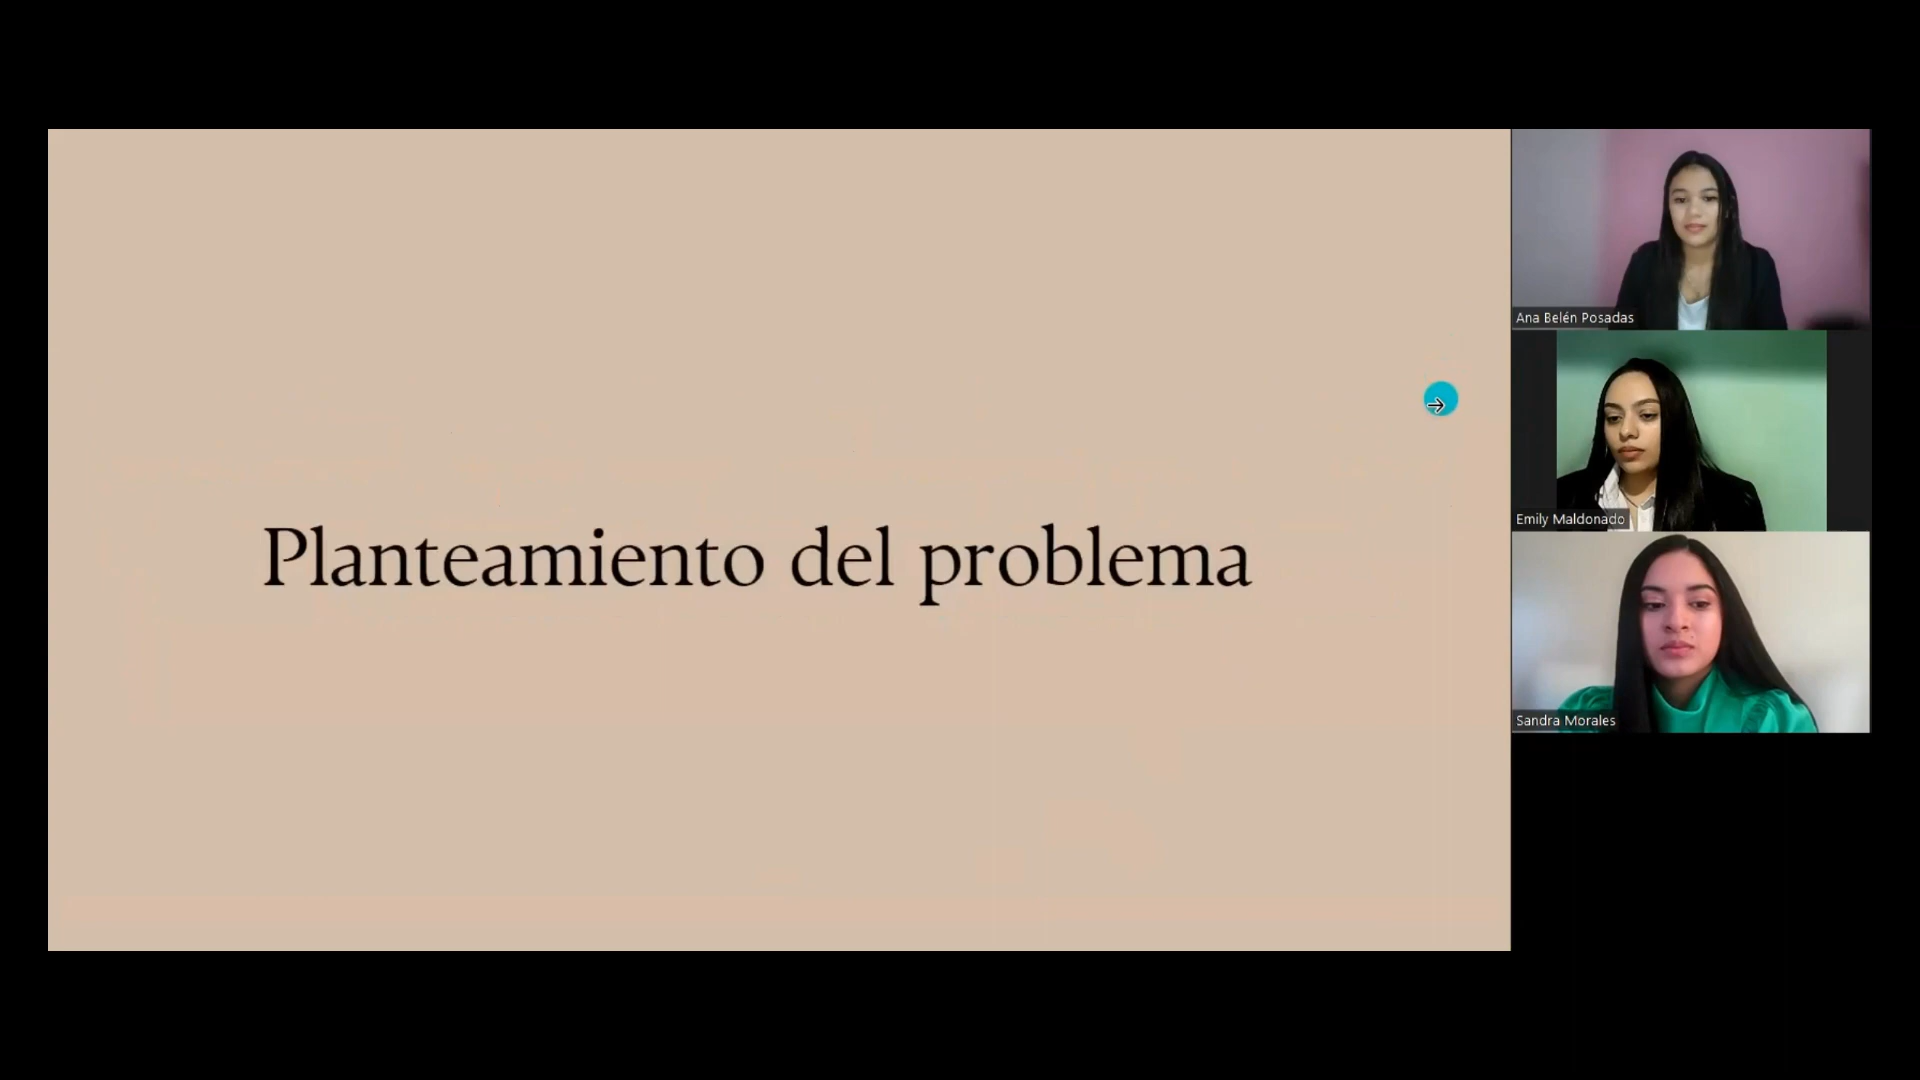 Planteamiento del problema
Ana Belén Posadas
Emily Maldonado
Sandra Morales